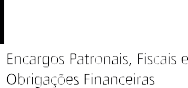 Encargos Patronais, Fiscais e
Obrigações Financeiras